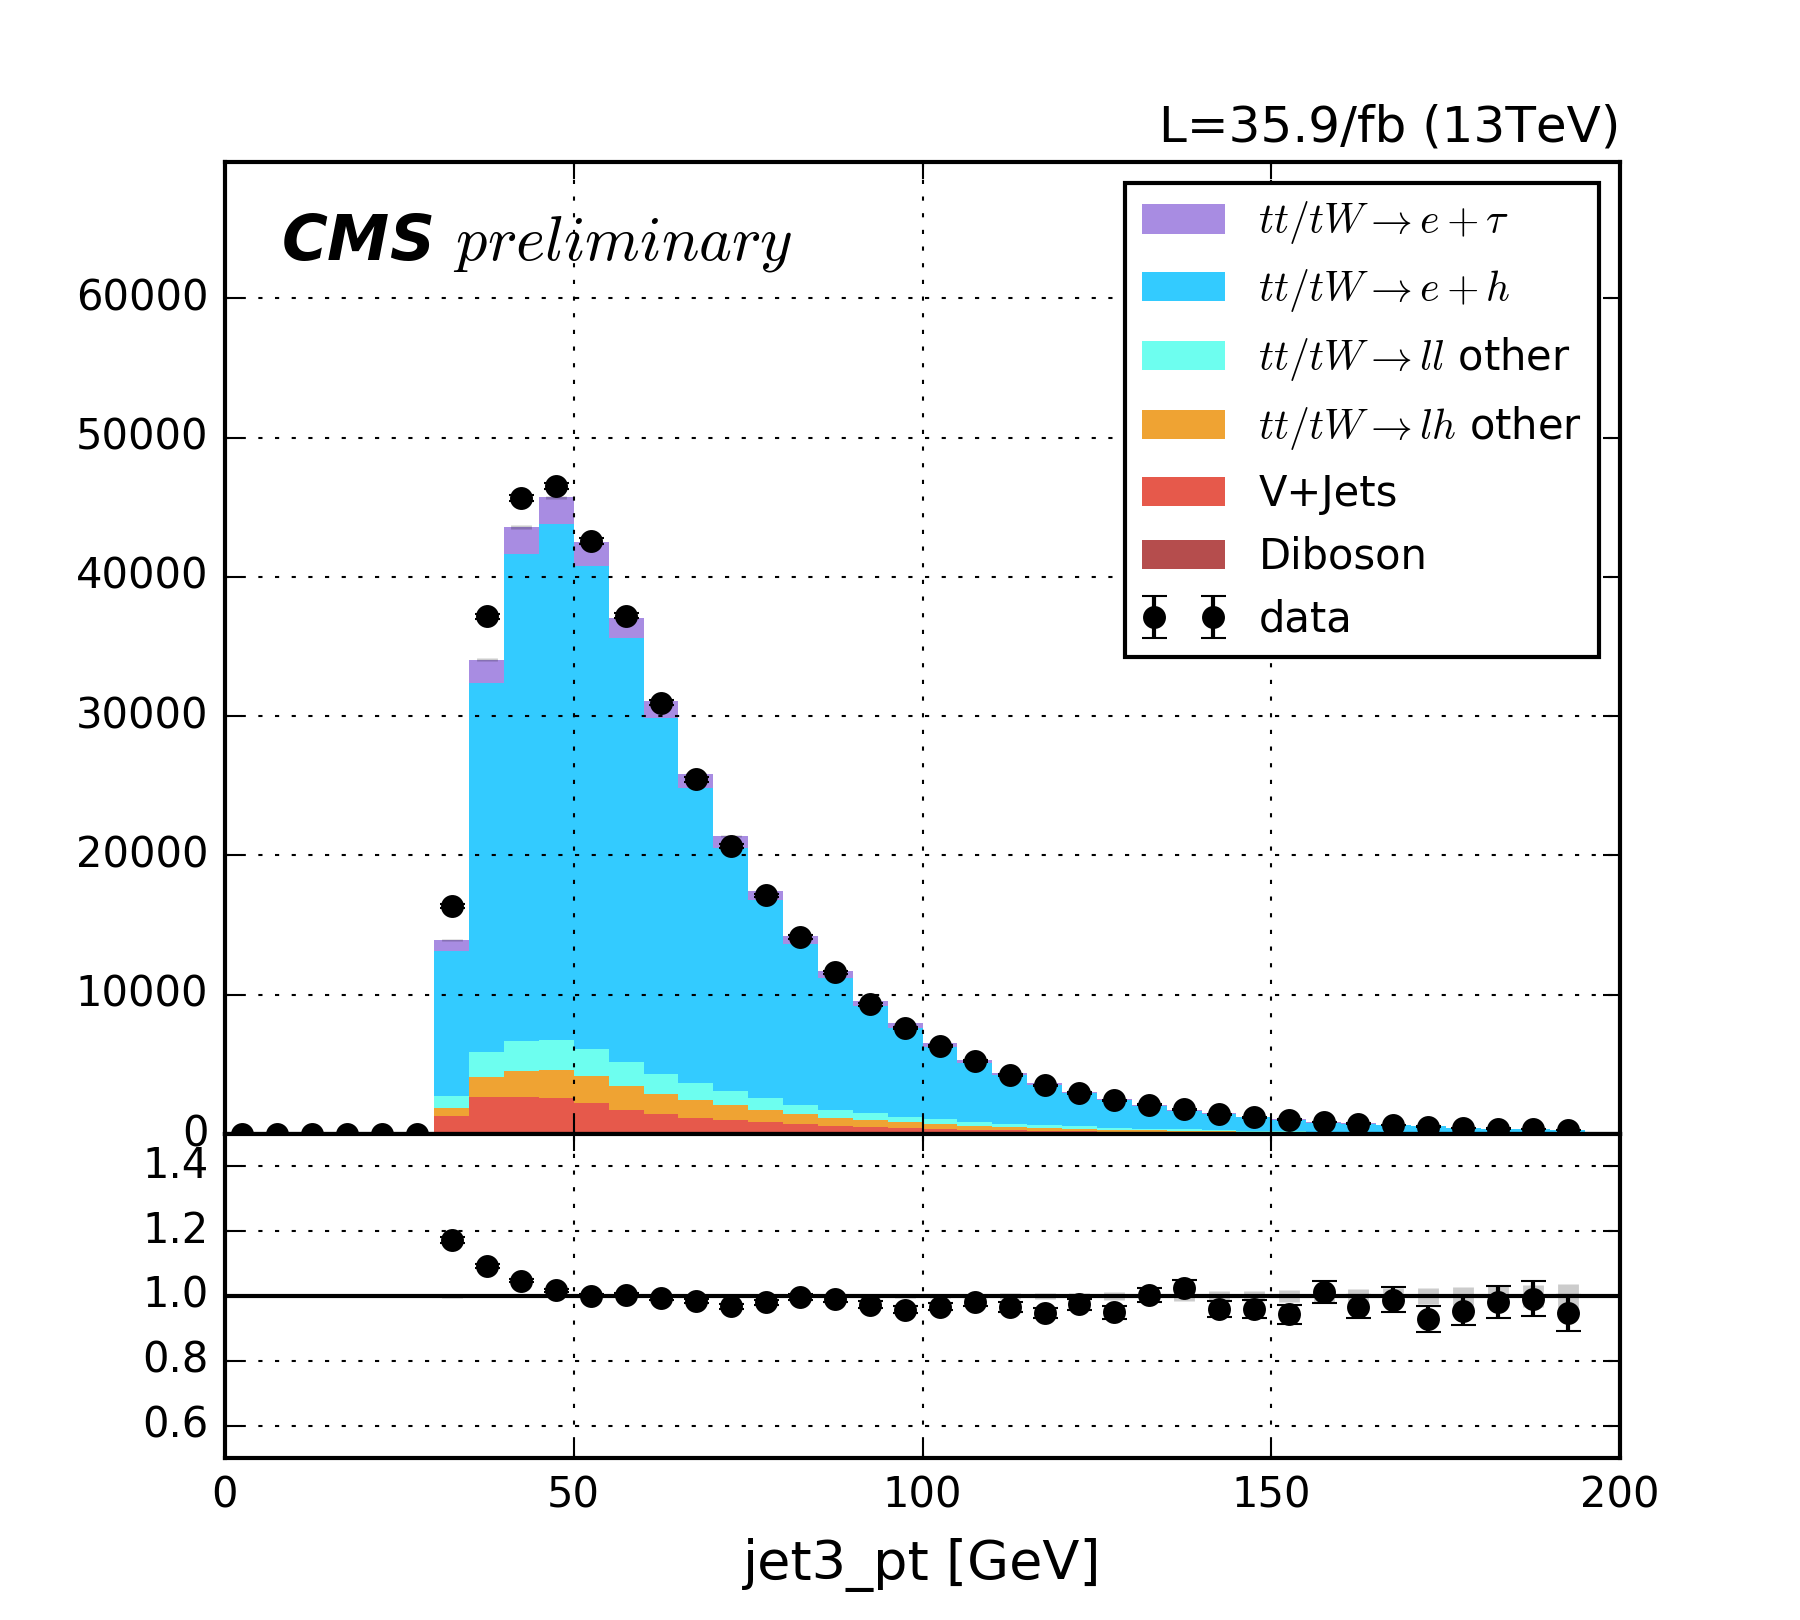 L=35.9/fb (13TeV)
CMS preliminary
tt/tW → e + τ
tt/tW → e + h
tt/tW → ll other
tt/tW → lh other
V+Jets
Diboson
data
60000
50000
40000
30000
20000
10000
0
1.4
1.2
1.0
0.8
0.6
0 50 100 150 200
jet3_pt [GeV]